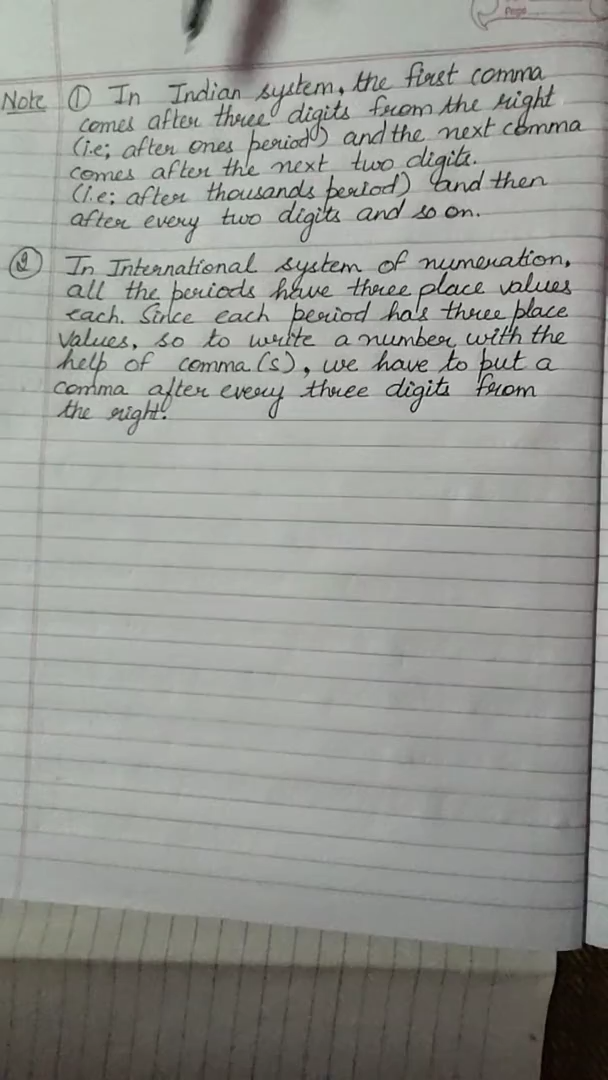 Page
Note ① In Indian system, the first comma
comes after three digits from the right
(i.e; after ones period) and the next comma
comes after the next two digits.
(i.e; after thousands period) and then
after every two digits and so on.
② In International system of numeration,
all the periods have three place values
each. Since each period has three place
values, so to write a number with the
help of comma(s), we have to put a
comma after every three digits from
the right.